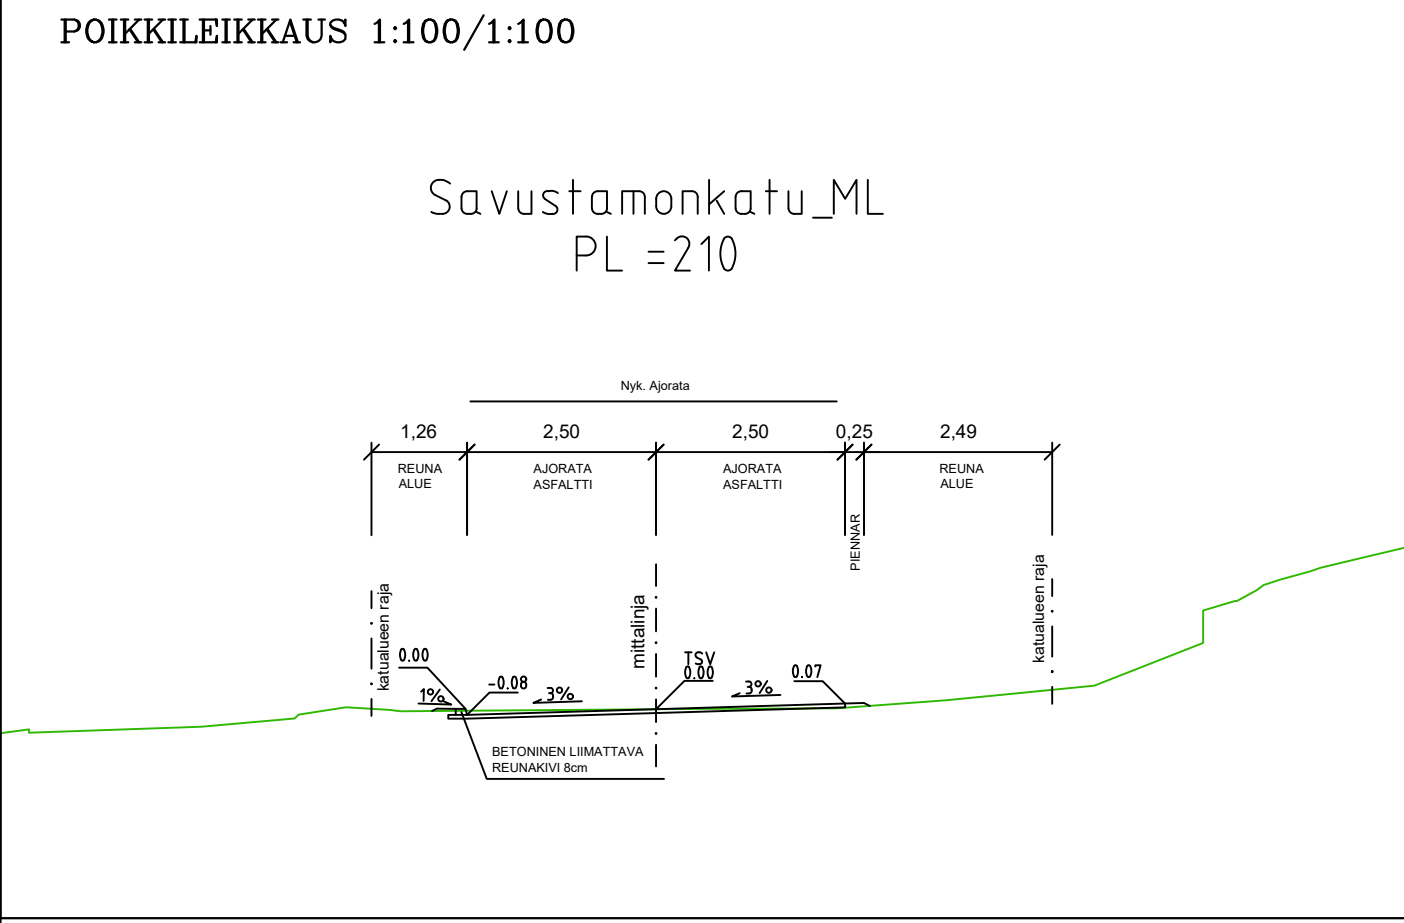 POIKKILEIKKAUS 1:100/1:100
Savustamonkatu_ML
PL =210
Nyk. Ajorata
1,26
2,50
2,50
0,25
2,49
REUNA
ALUE
AJORATA
ASFALTTI
AJORATA
ASFALTTI
PIENNAR
REUNA
ALUE
katualueen raja
mittalinja
katualueen raja
0.00
1%
-0.08
3%
TSV
0.00
3%
0.07
BETONINEN LIIMATTAVA
REUNAKIVI 8cm